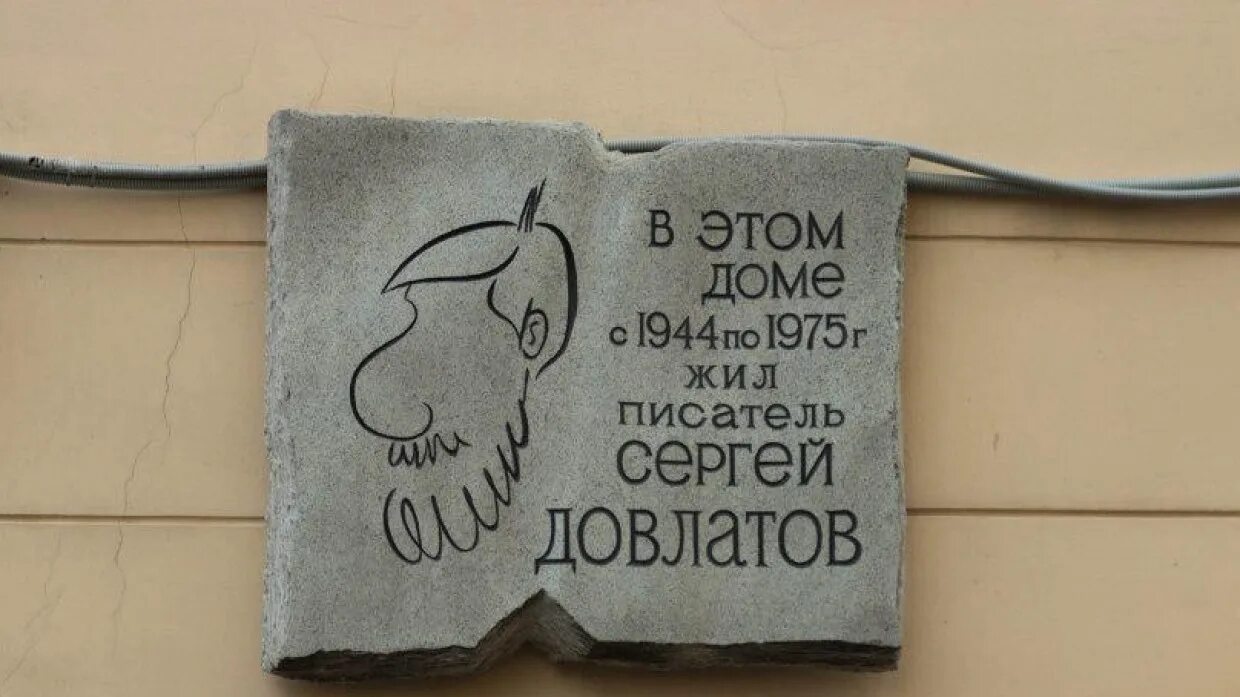 В ЭТОМ
ДОМЕ
с 1944 по 1975 г
ЖИЛ
ПИСАТЕЛЬ
СЕРГЕЙ
ДОВЛАТОВ